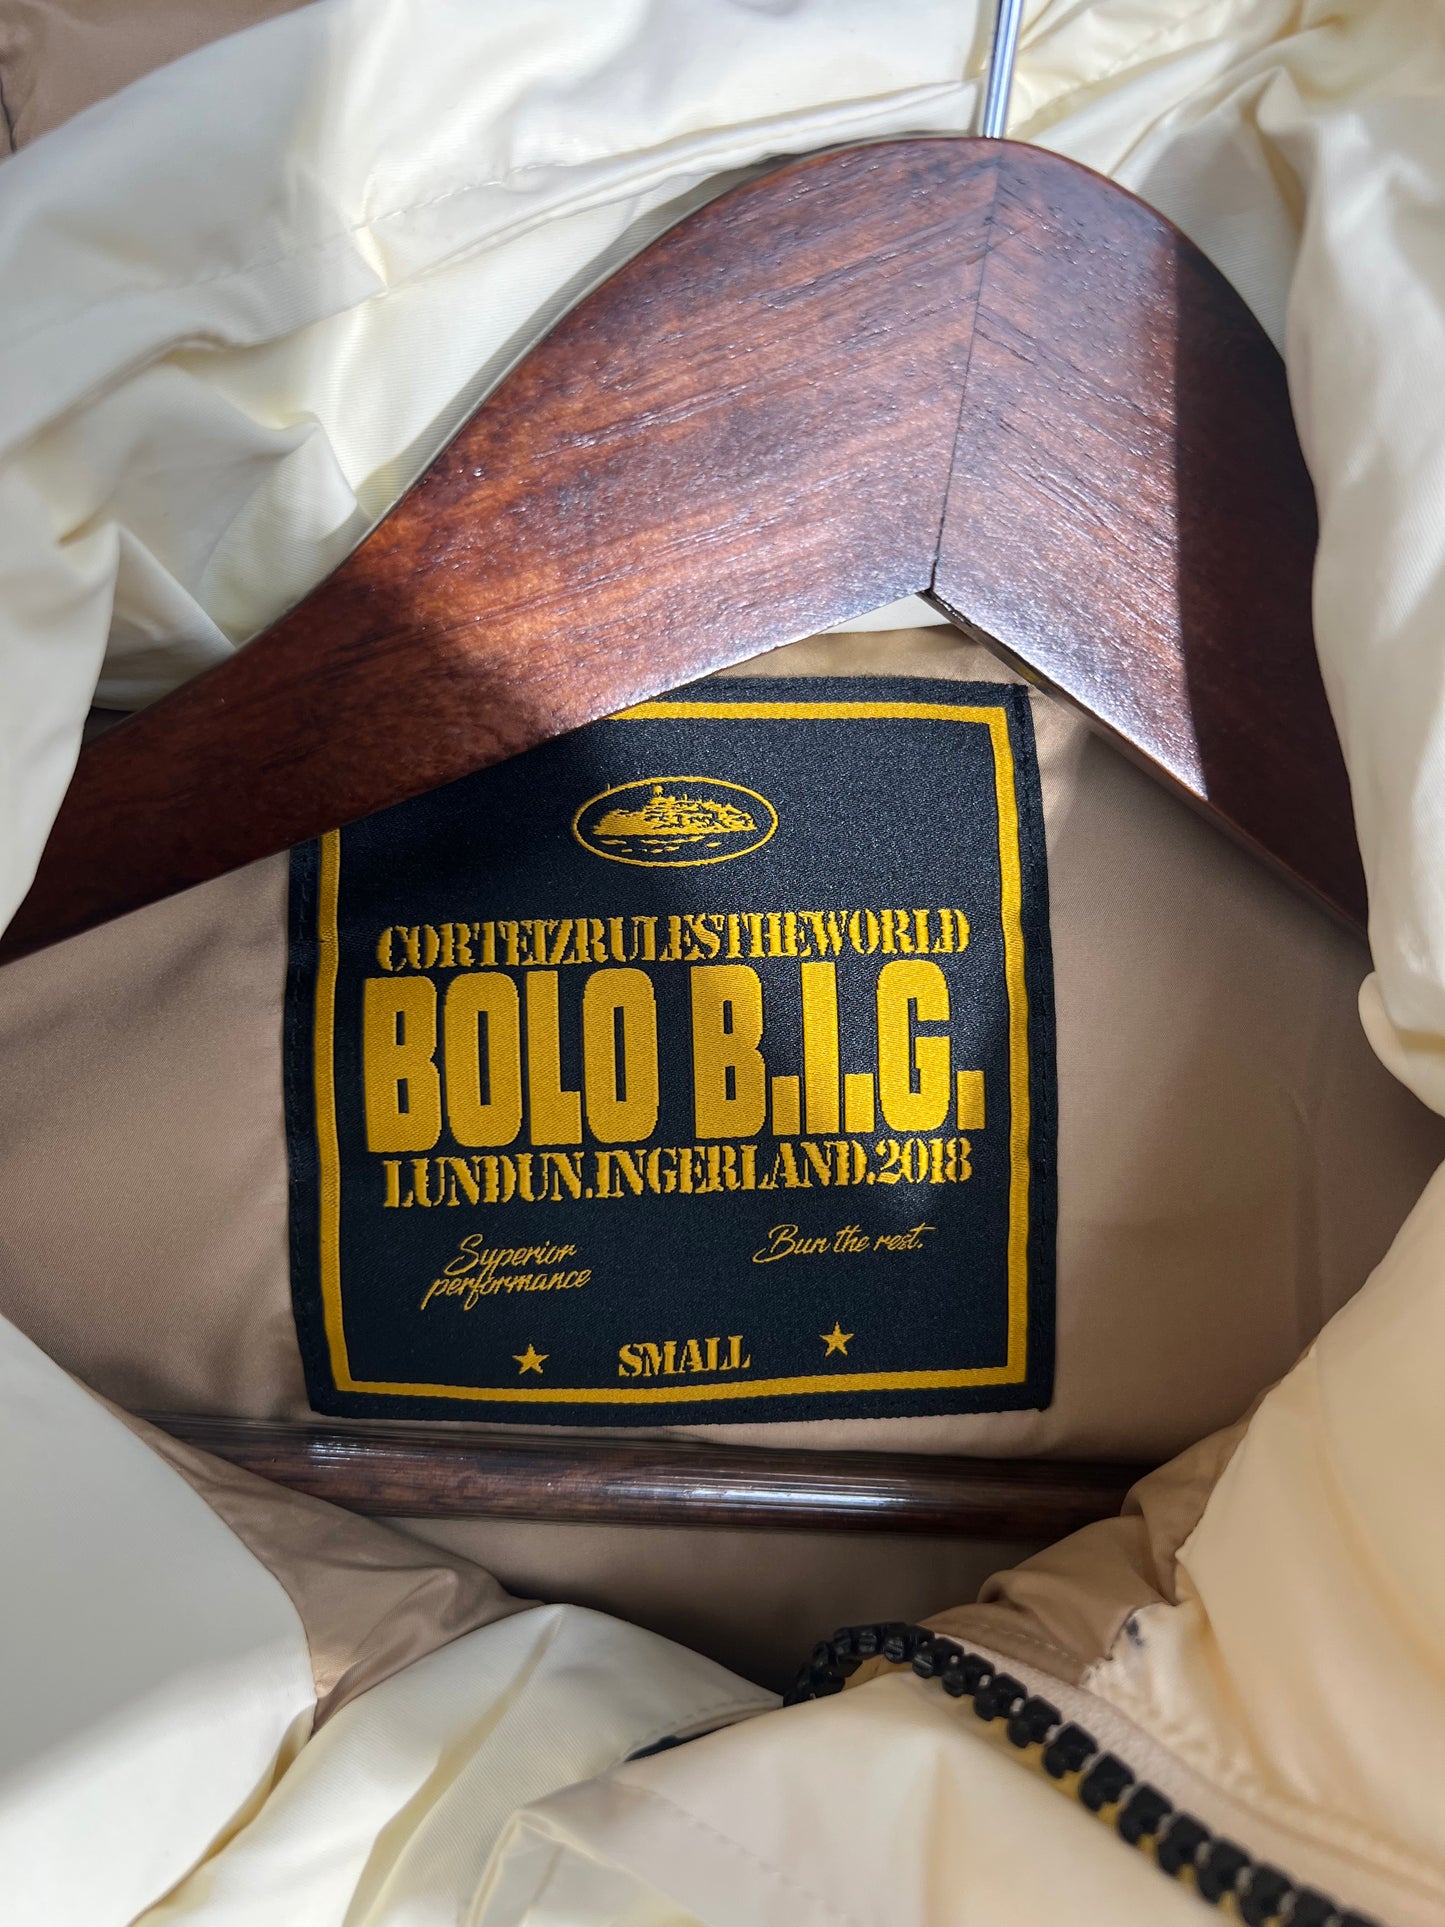 CORTEIZRULESTHEWORLD
BOLO B.I.G.
LUNDUN.INGERLAND.2018
Superior
performance
Bun the rest.
SMALL